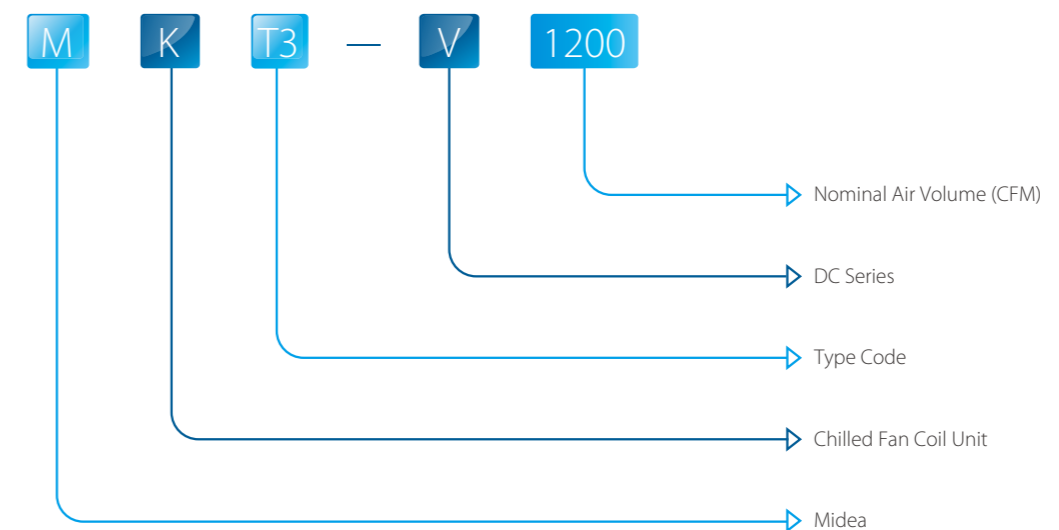 M K T3 — V 1200
Nominal Air Volume (CFM)
DC Series
Type Code
Chilled Fan Coil Unit
Midea